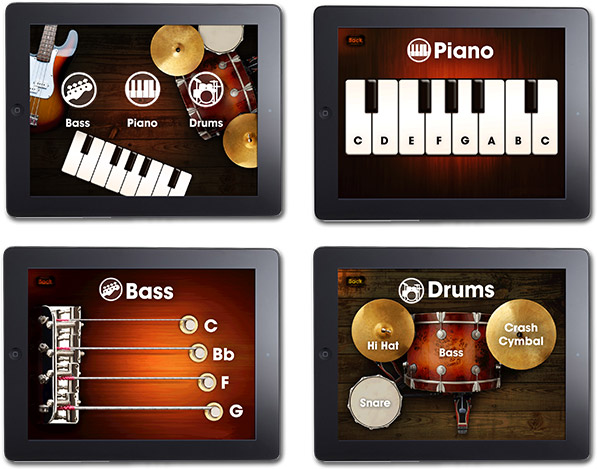 Bass Piano Drums
Back
Piano
C D E F G A B C
Back
Bass
C
Bb
F
G
Back
Drums
Hi Hat
Bass
Crash
Cymbal
Snare